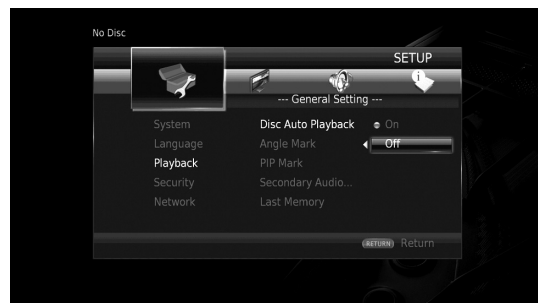 No Disc
SETUP
--- General Setting ---
System
Disc Auto Playback
On
Language
Angle Mark
Off
Playback
PIP Mark
Security
Secondary Audio...
Network
Last Memory
RETURN Return